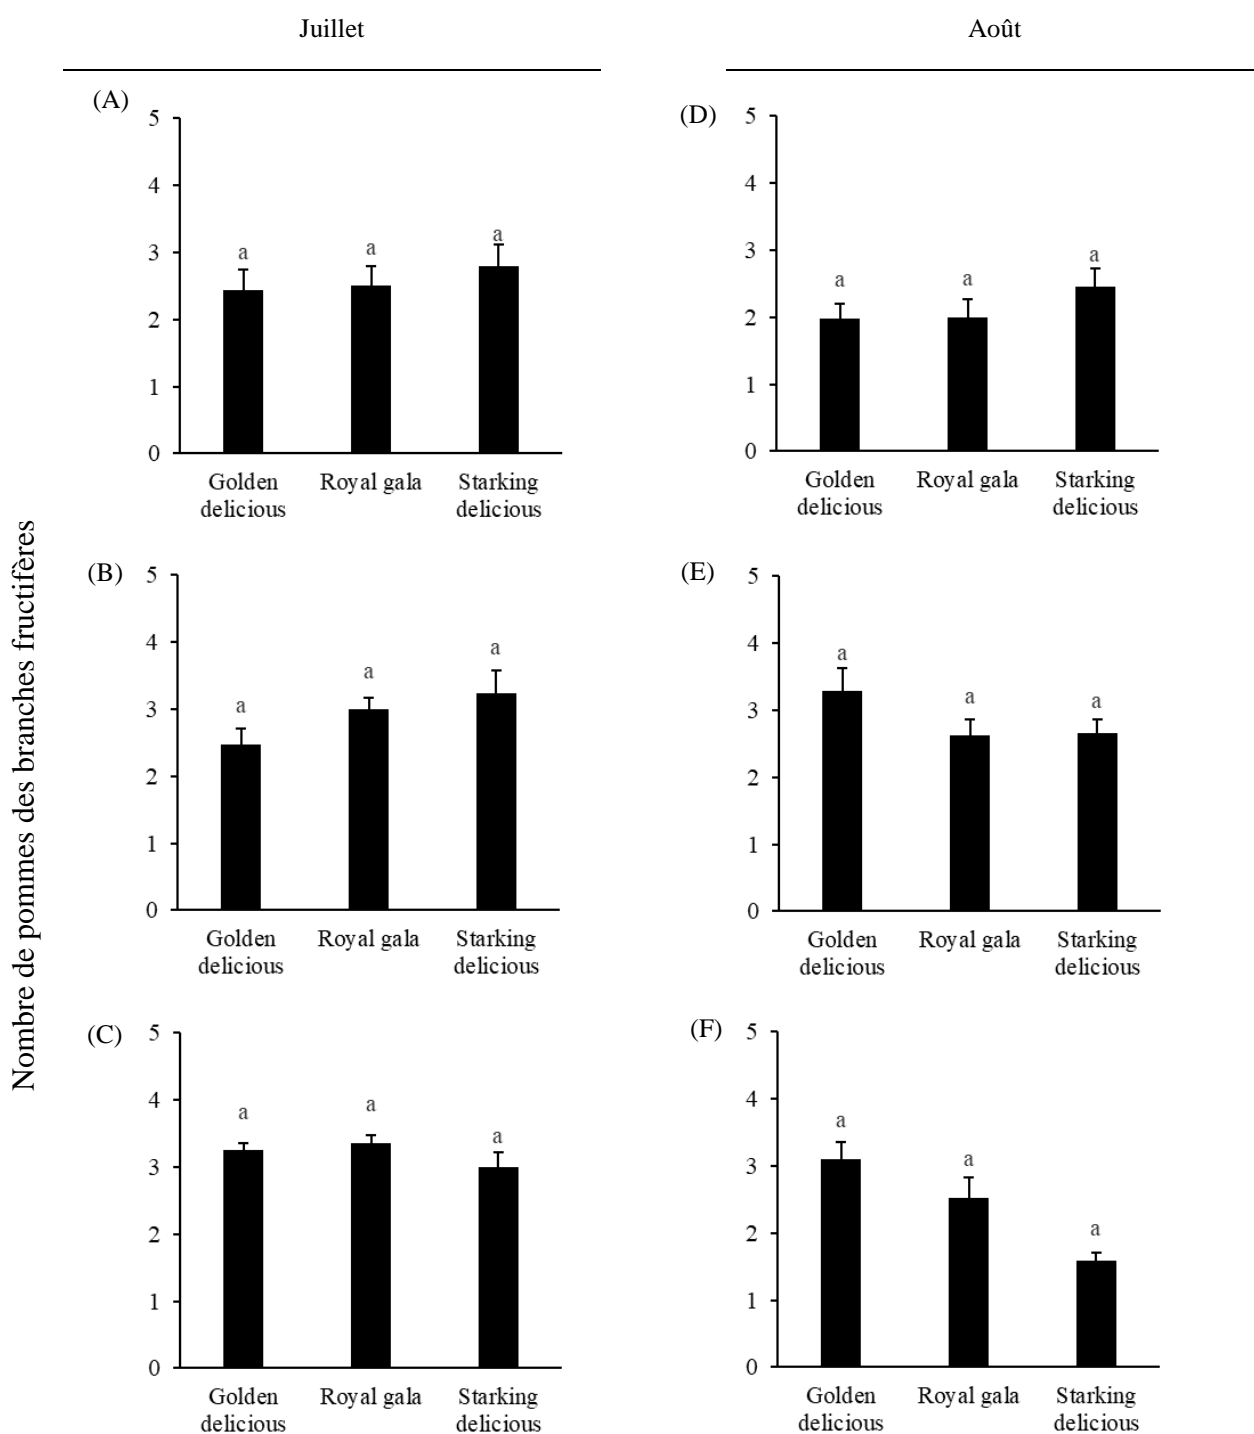 Juillet
Août
Nombre de pommes des branches fructifères
(A)
5
4
3
2
1
0
a
a
a
Golden
delicious
Royal gala
Starking
delicious
(D)
5
4
3
2
1
0
a
a
a
Golden
delicious
Royal gala
Starking
delicious
(B)
5
4
3
2
1
0
a
a
a
Golden
delicious
Royal gala
Starking
delicious
(E)
5
4
3
2
1
0
a
a
a
Golden
delicious
Royal gala
Starking
delicious
(C)
5
4
3
2
1
0
a
a
a
Golden
delicious
Royal gala
Starking
delicious
(F)
5
4
3
2
1
0
a
a
a
Golden
delicious
Royal gala
Starking
delicious